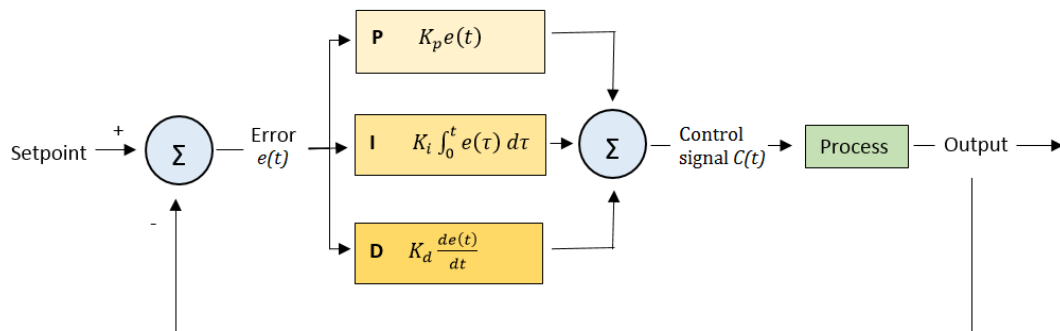 Setpoint
+
-
Σ
Error
e(t)
P K_p e(t)
I K_i ∫_0^t e(τ) dτ
D K_d de(t)/dt
Σ
Control
signal C(t)
Process
Output